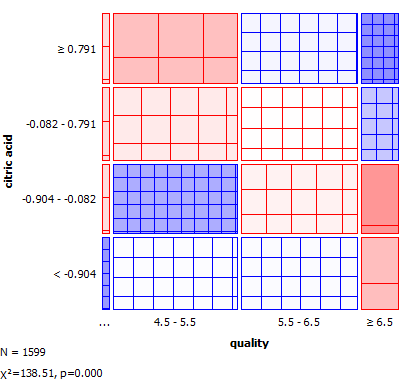 ≥ 0.791
-0.082 - 0.791
citric acid
-0.904 - -0.082
< -0.904
... 4.5 - 5.5 5.5 - 6.5 ≥ 6.5
quality
N = 1599
X²=138.51, p=0.000